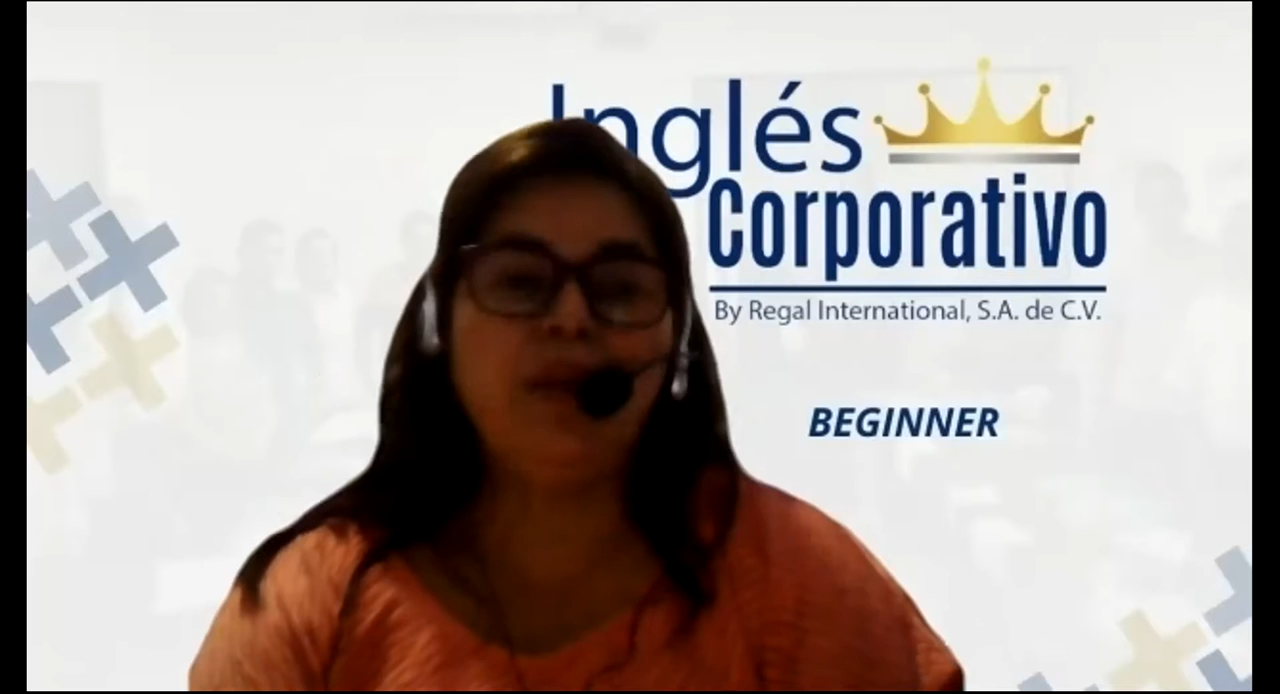 Inglés
Corporativo
By Regal International, S.A. de C.V.
BEGINNER